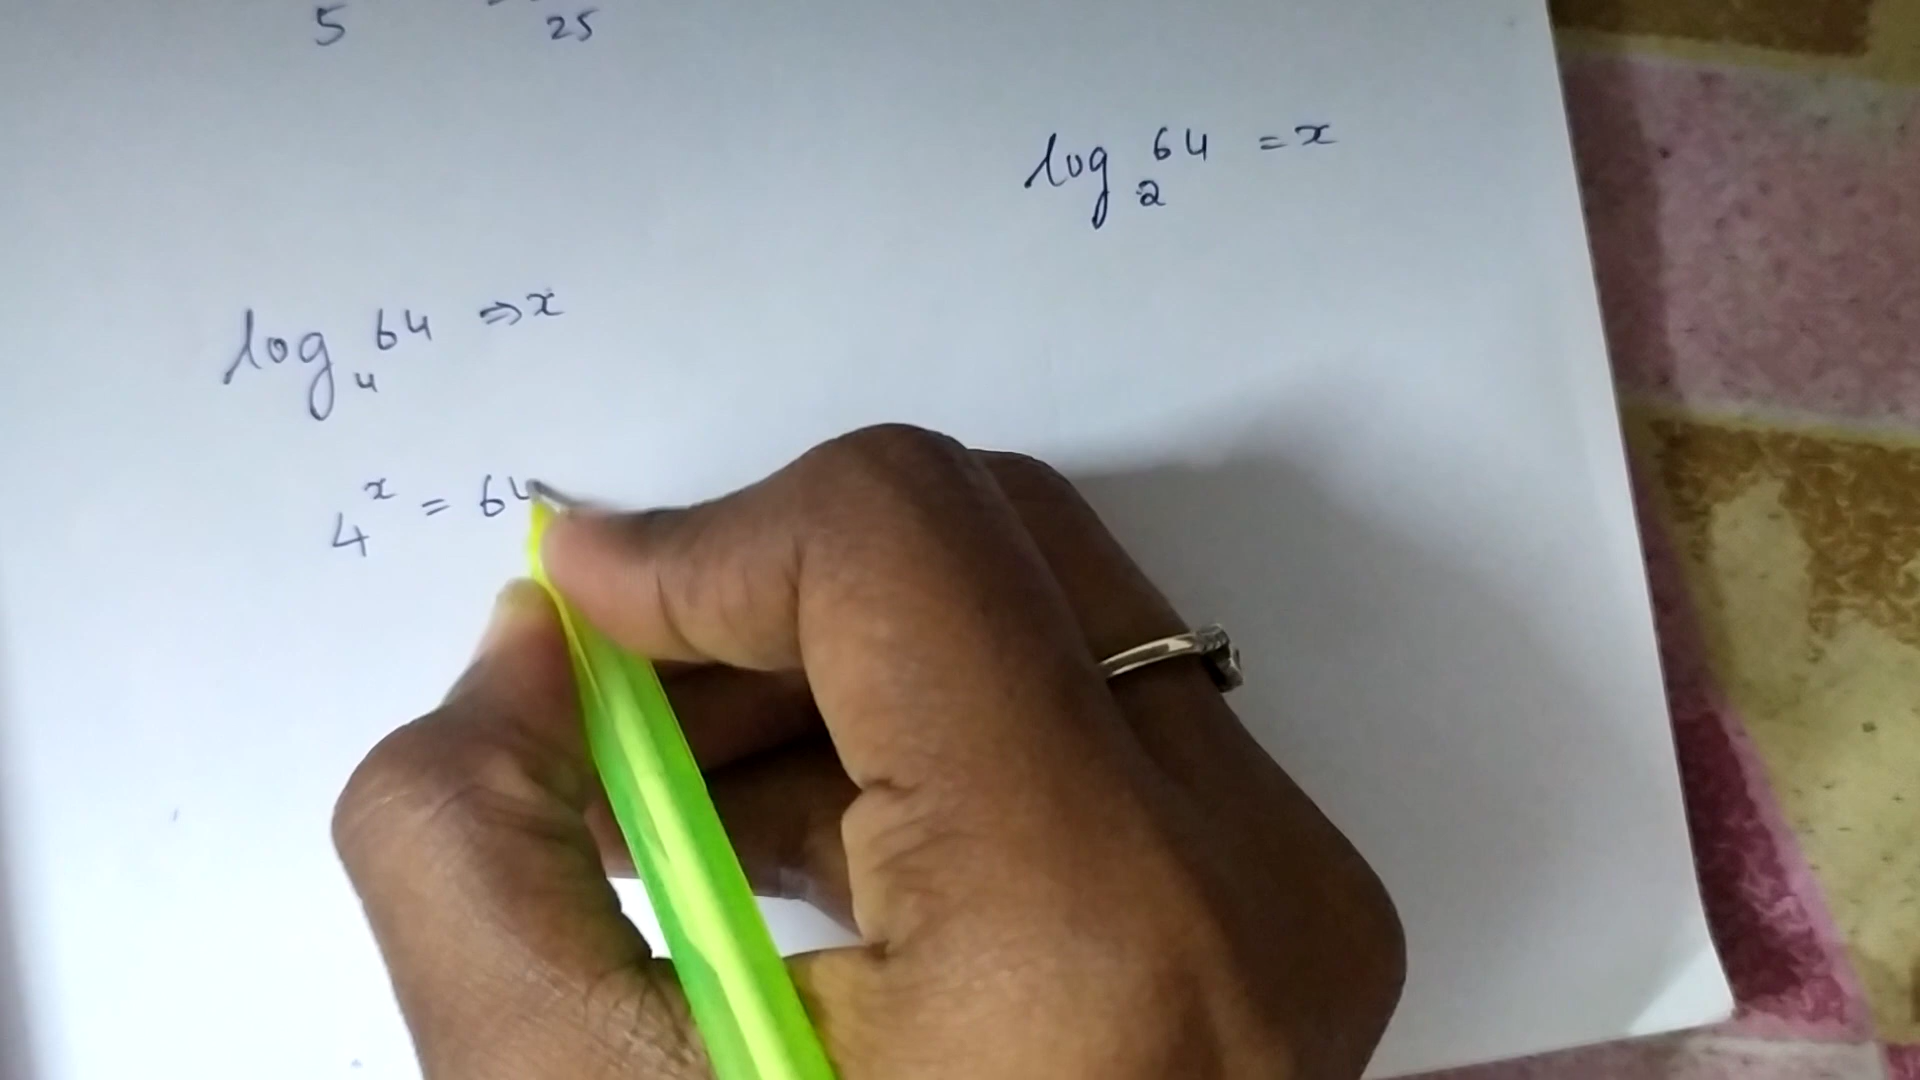 5 25
log₂ 64 = x
log₄ 64 ⇒ x
4ˣ = 64